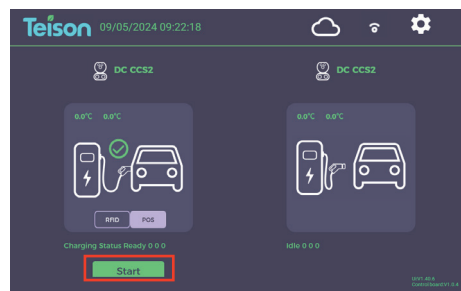 Teison 09/05/2024 09:22:18
DC CCS2
DC CCS2
0.0°C 0.0°C
0.0°C 0.0°C
RFID POS
Charging Status Ready 0 0 0
Idle 0 0 0
Start